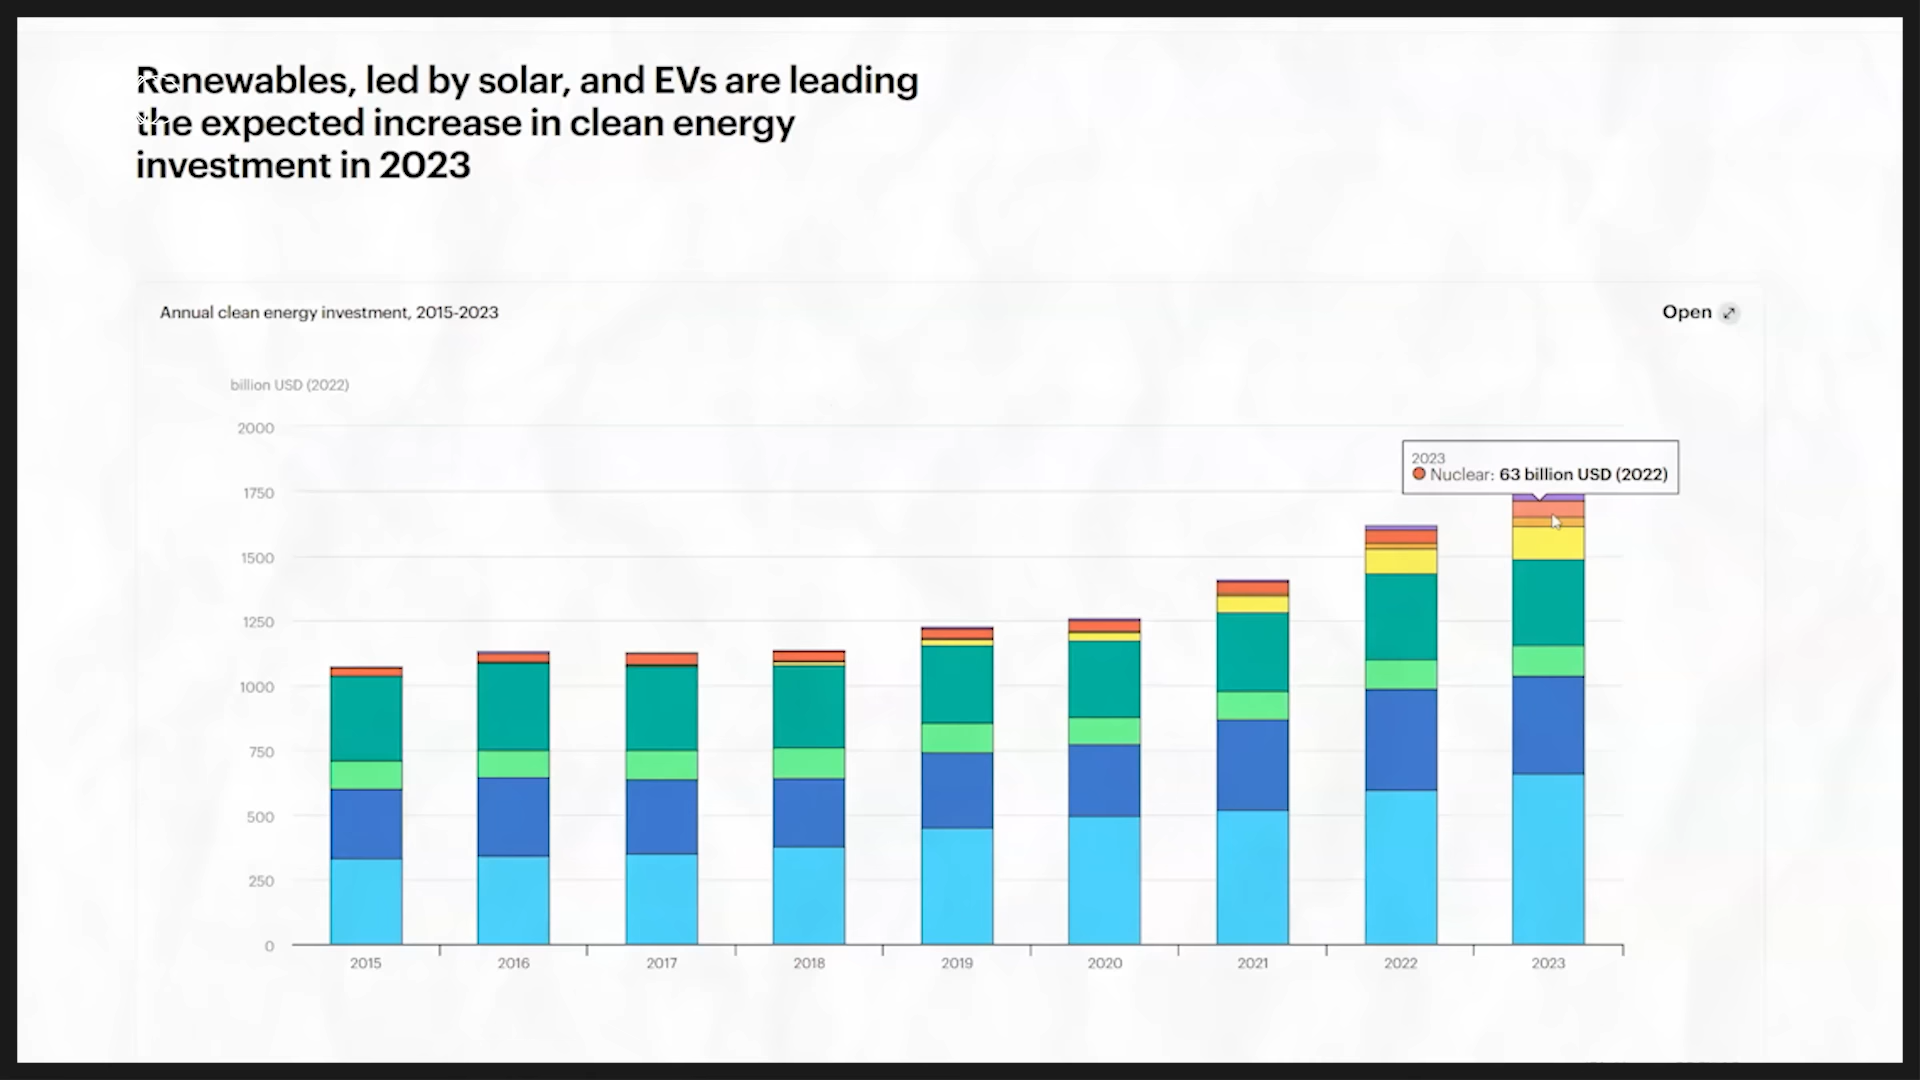 Renewables, led by solar, and EVs are leading
the expected increase in clean energy
investment in 2023
Annual clean energy investment, 2015-2023
Open
billion USD (2022)
2000
1750
1500
1250
1000
750
500
250
0
2023
Nuclear: 63 billion USD (2022)
2015
2016
2017
2018
2019
2020
2021
2022
2023